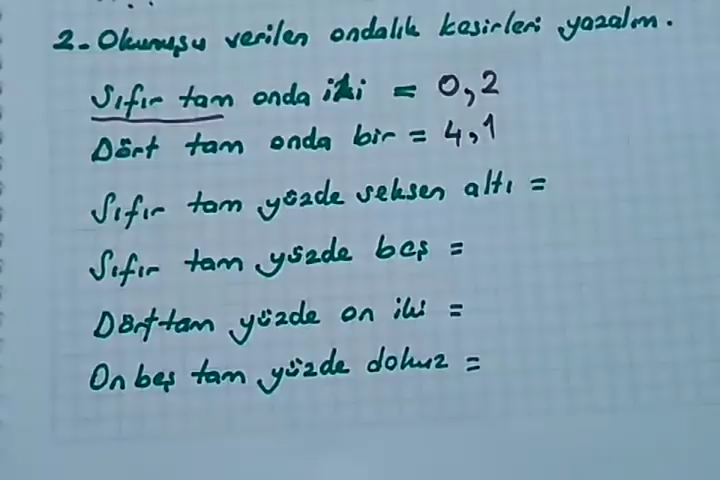 2- Okunuşu verilen ondalık kesirleri yazalım.
Sıfır tam onda iki = 0,2
Dört tam onda bir = 4,1
Sıfır tam yüzde seksen altı =
Sıfır tam yüzde beş =
Dört tam yüzde on iki =
On beş tam yüzde dokuz =